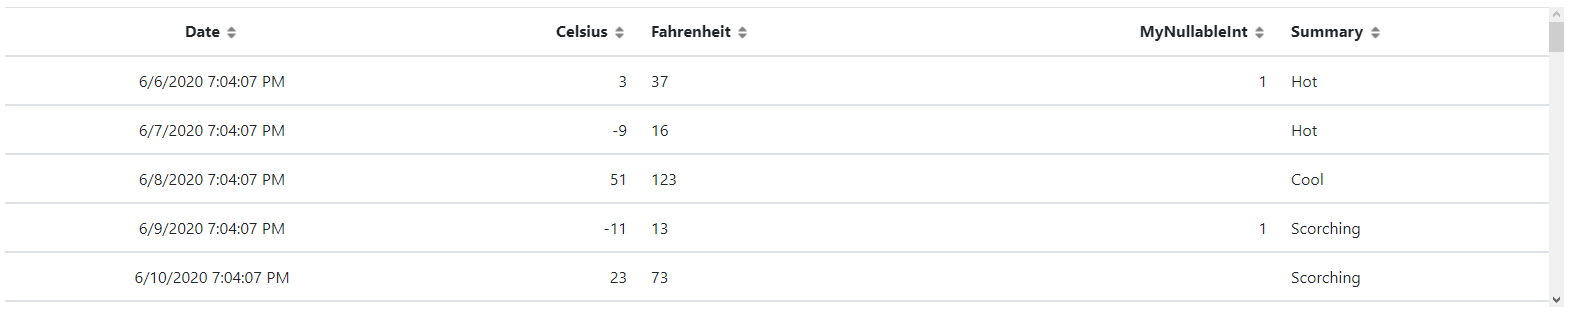 Date Celsius Fahrenheit MyNullableInt Summary
6/6/2020 7:04:07 PM 3 37 1 Hot
6/7/2020 7:04:07 PM -9 16 Hot
6/8/2020 7:04:07 PM 51 123 Cool
6/9/2020 7:04:07 PM -11 13 1 Scorching
6/10/2020 7:04:07 PM 23 73 Scorching